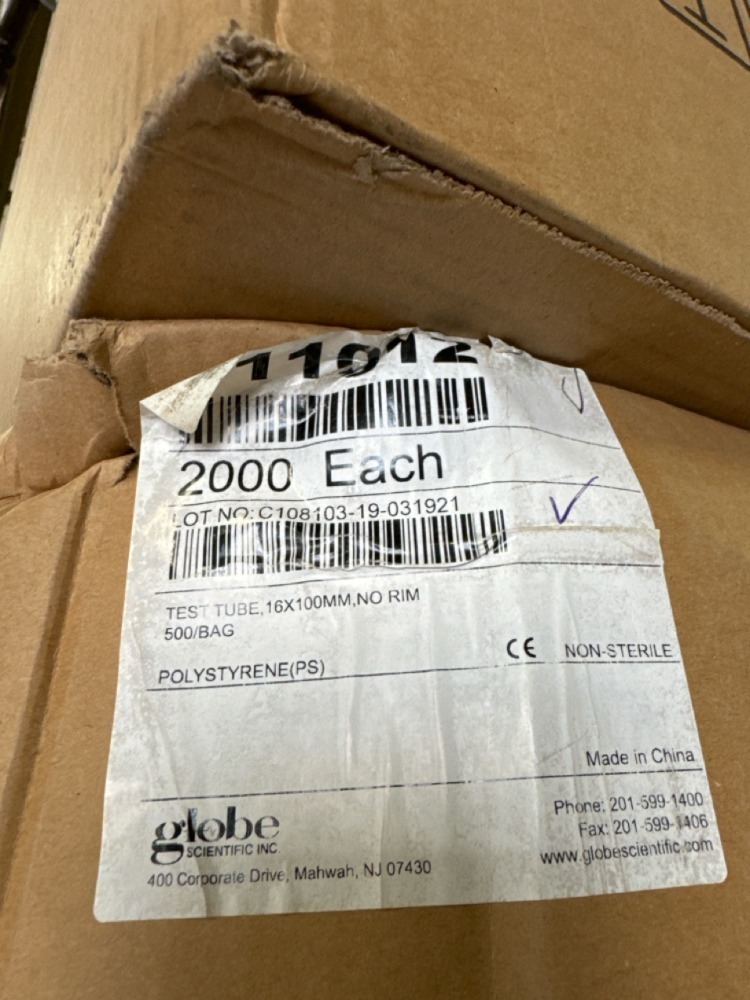 2000 Each
LOT NO: C108103-19-031921
TEST TUBE,16X100MM,NO RIM
500/BAG
POLYSTYRENE(PS)
CE NON-STERILE
Made in China
globe
SCIENTIFIC INC
400 Corporate Drive, Mahwah, NJ 07430
Phone: 201-599-1400
Fax: 201-599-1406
www.globescientific.com